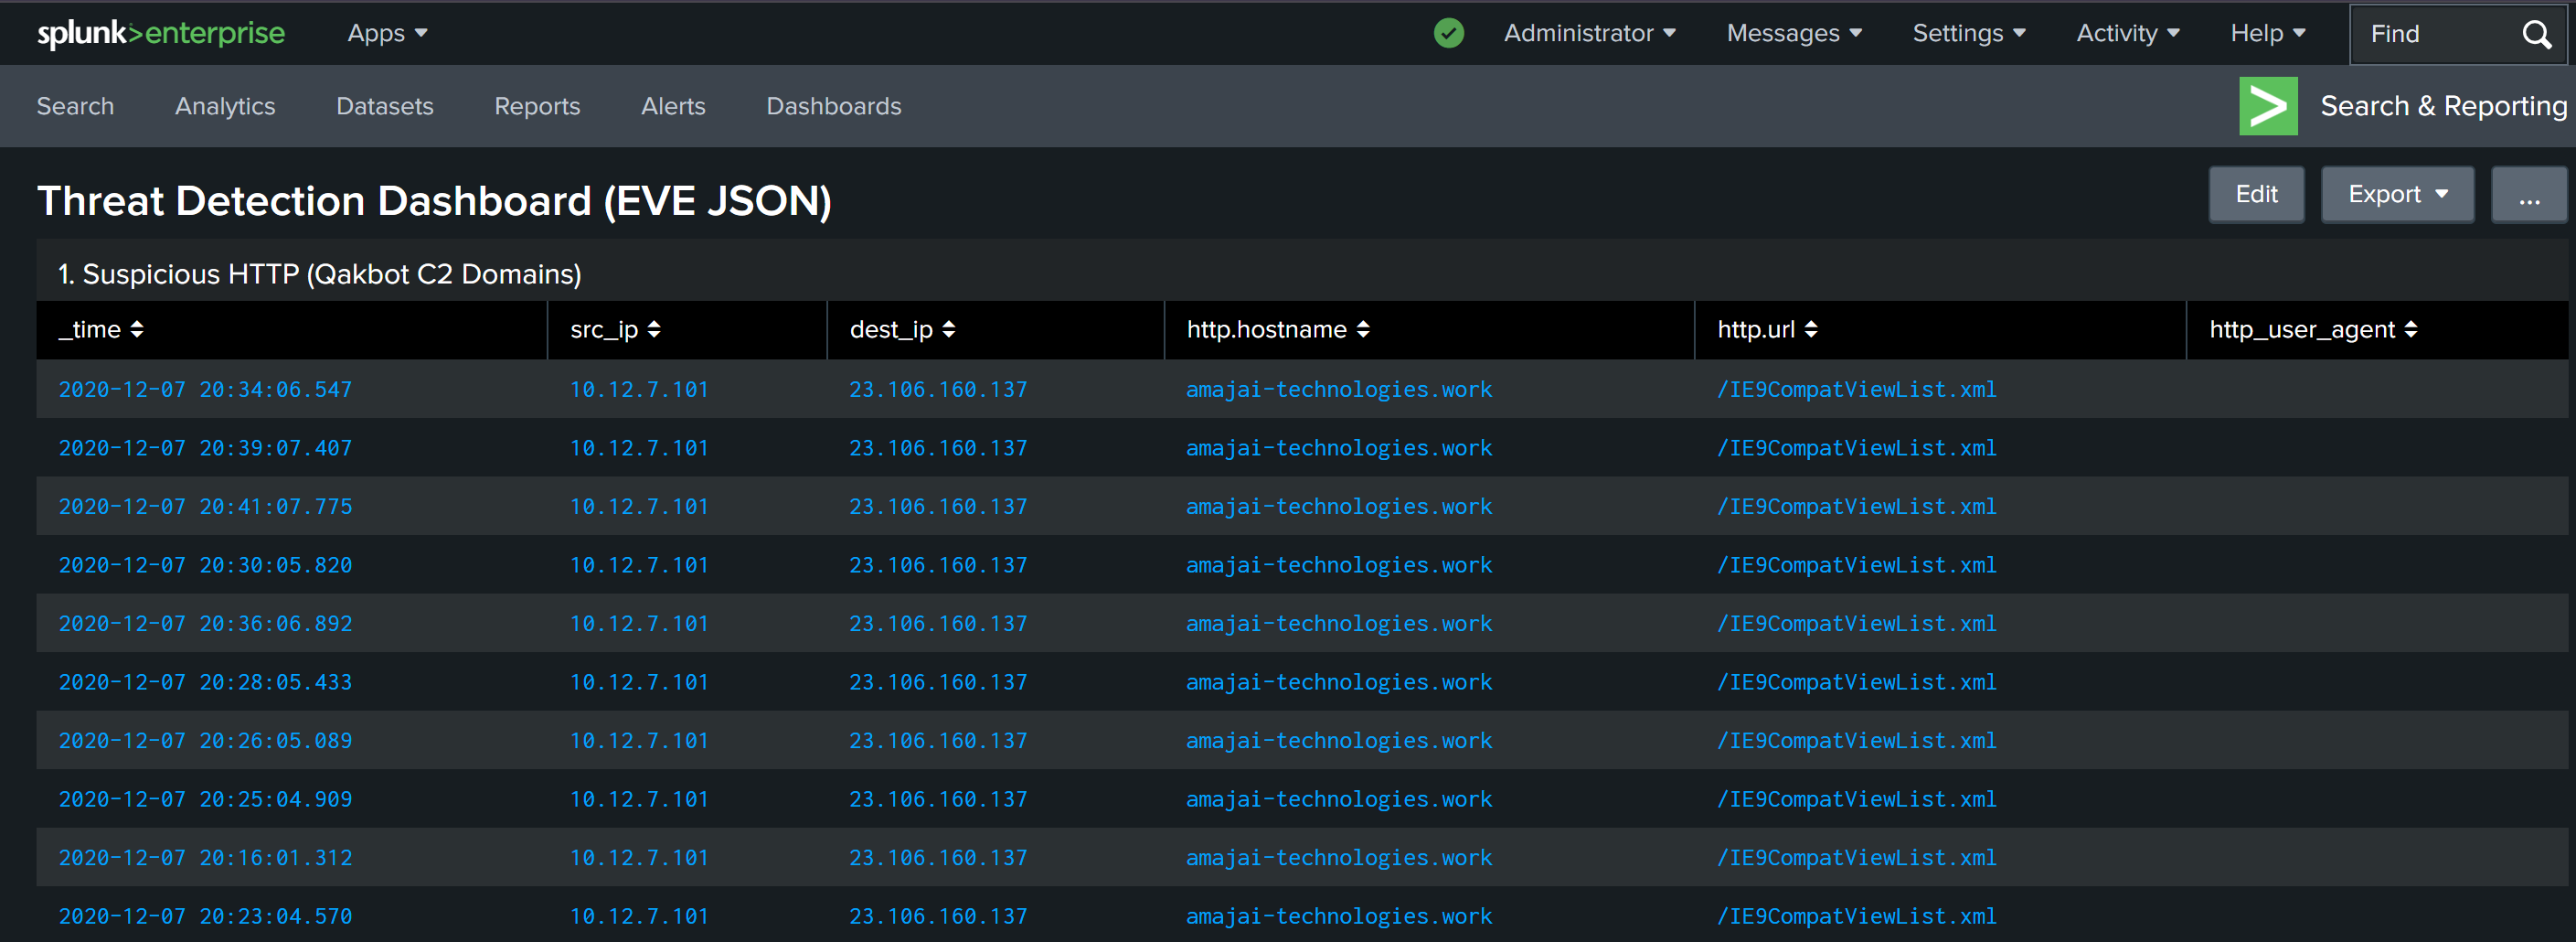 splunk>enterprise Apps Administrator Messages Settings Activity Help Find
Search Analytics Datasets Reports Alerts Dashboards Search & Reporting
Threat Detection Dashboard (EVE JSON) Edit Export ...
1. Suspicious HTTP (Qakbot C2 Domains)
_time src_ip dest_ip http.hostname http.url http_user_agent
2020-12-07 20:34:06.547 10.12.7.101 23.106.160.137 amajai-technologies.work /IE9CompatViewList.xml
2020-12-07 20:39:07.407 10.12.7.101 23.106.160.137 amajai-technologies.work /IE9CompatViewList.xml
2020-12-07 20:41:07.775 10.12.7.101 23.106.160.137 amajai-technologies.work /IE9CompatViewList.xml
2020-12-07 20:30:05.820 10.12.7.101 23.106.160.137 amajai-technologies.work /IE9CompatViewList.xml
2020-12-07 20:36:06.892 10.12.7.101 23.106.160.137 amajai-technologies.work /IE9CompatViewList.xml
2020-12-07 20:28:05.433 10.12.7.101 23.106.160.137 amajai-technologies.work /IE9CompatViewList.xml
2020-12-07 20:26:05.089 10.12.7.101 23.106.160.137 amajai-technologies.work /IE9CompatViewList.xml
2020-12-07 20:25:04.909 10.12.7.101 23.106.160.137 amajai-technologies.work /IE9CompatViewList.xml
2020-12-07 20:16:01.312 10.12.7.101 23.106.160.137 amajai-technologies.work /IE9CompatViewList.xml
2020-12-07 20:23:04.570 10.12.7.101 23.106.160.137 amajai-technologies.work /IE9CompatViewList.xml